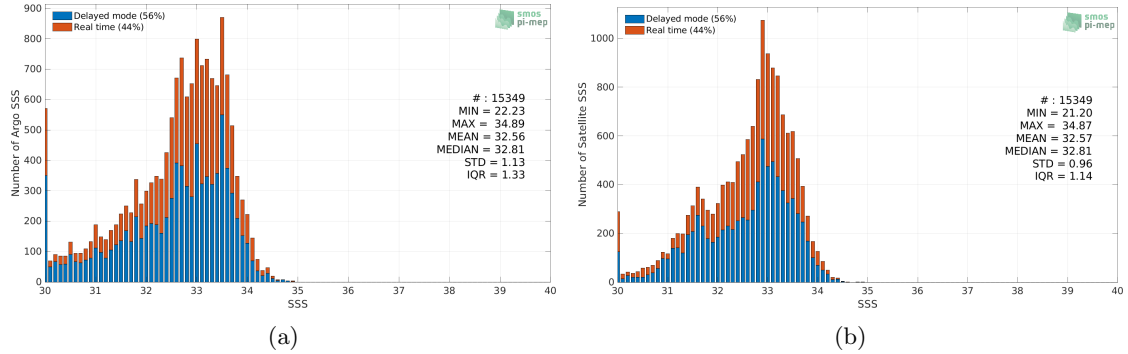 Delayed mode (56%)
Real time (44%)
smos
pi-mep
900
800
700
600
500
400
300
200
100
0
Number of Argo SSS
# : 15349
MIN = 22.23
MAX = 34.89
MEAN = 32.56
MEDIAN = 32.81
STD = 1.13
IQR = 1.33
30 31 32 33 34 35 36 37 38 39 40
SSS
(a)
Delayed mode (56%)
Real time (44%)
smos
pi-mep
1000
800
600
400
200
0
Number of Satellite SSS
# : 15349
MIN = 21.20
MAX = 34.87
MEAN = 32.57
MEDIAN = 32.81
STD = 0.96
IQR = 1.14
30 31 32 33 34 35 36 37 38 39 40
SSS
(b)